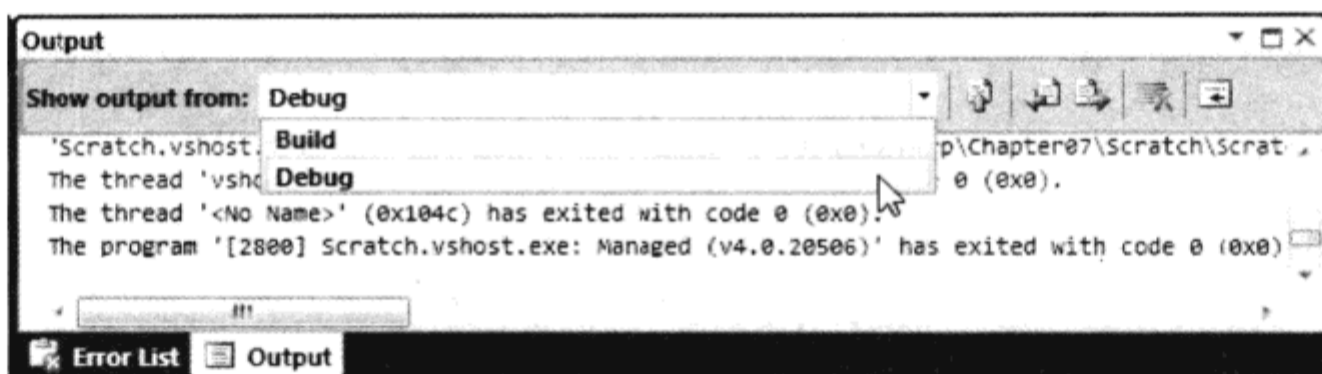 Output
Show output from: Debug
Build
Debug
'Scratch.vshost. p\Chapter07\Scratch\Scrat
The thread 'vsho 0 (0x0).
The thread '<No Name>' (0x104c) has exited with code 0 (0x0).
The program '[2800] Scratch.vshost.exe: Managed (v4.0.20506)' has exited with code 0 (0x0)
Error List Output